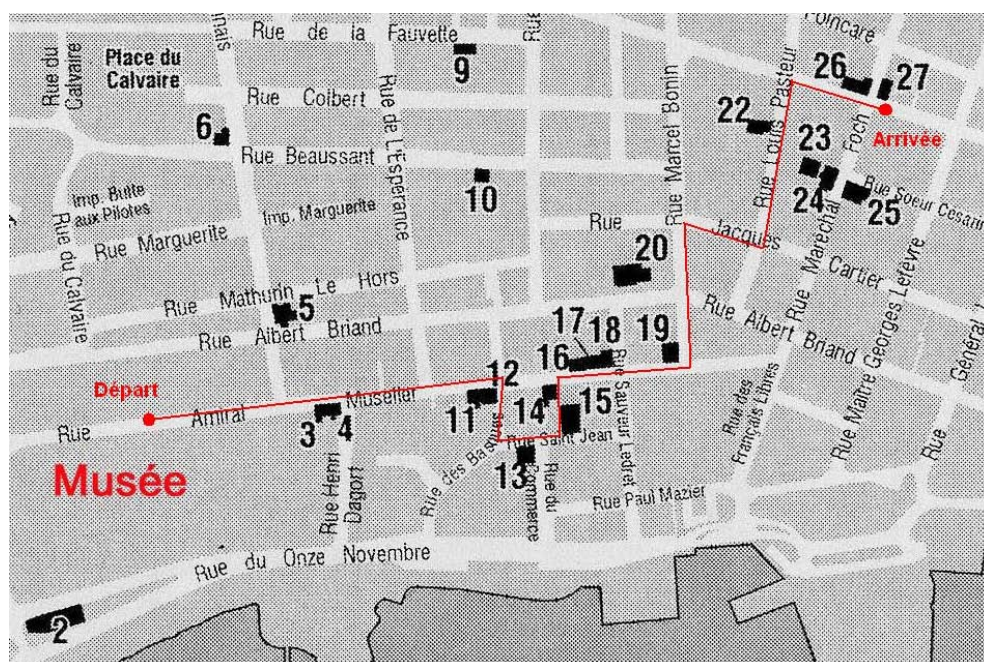 Rue de la Fauvette
nais
Rue
Poincaré
Place du
Calvaire
Rue du
Calvaire
9
26
27
Rue Colbert
Rue de L'Espérance
Rue Marcel Bonin
Rue Louis Pasteur
22
6
Arrivée
Rue Beaussant
Foch
23
10
24
25
Rue Soeur Césarin
Imp. Butte
aux Pilotes
Imp. Marguerite
Rue du Calvaire
Rue Marguerite
Rue
Jacques
Cartier
20
Rue Maréchal
Rue Mathurin Le Hors
5
Rue Albert Briand
Rue Albert Briand
Rue Maître Georges Lefèvre
Rue
Général L
17
18
19
16
12
Départ
Rue Amiral Muselier
3
4
11
14
15
Rue Sauveur Ledret
Rue des
Français Libres
Rue Saint Jean
Rue des Basques
13
Musée
Rue Henri
Dagort
Rue du
Commerce
Rue Paul Mazier
Rue du Onze Novembre
2